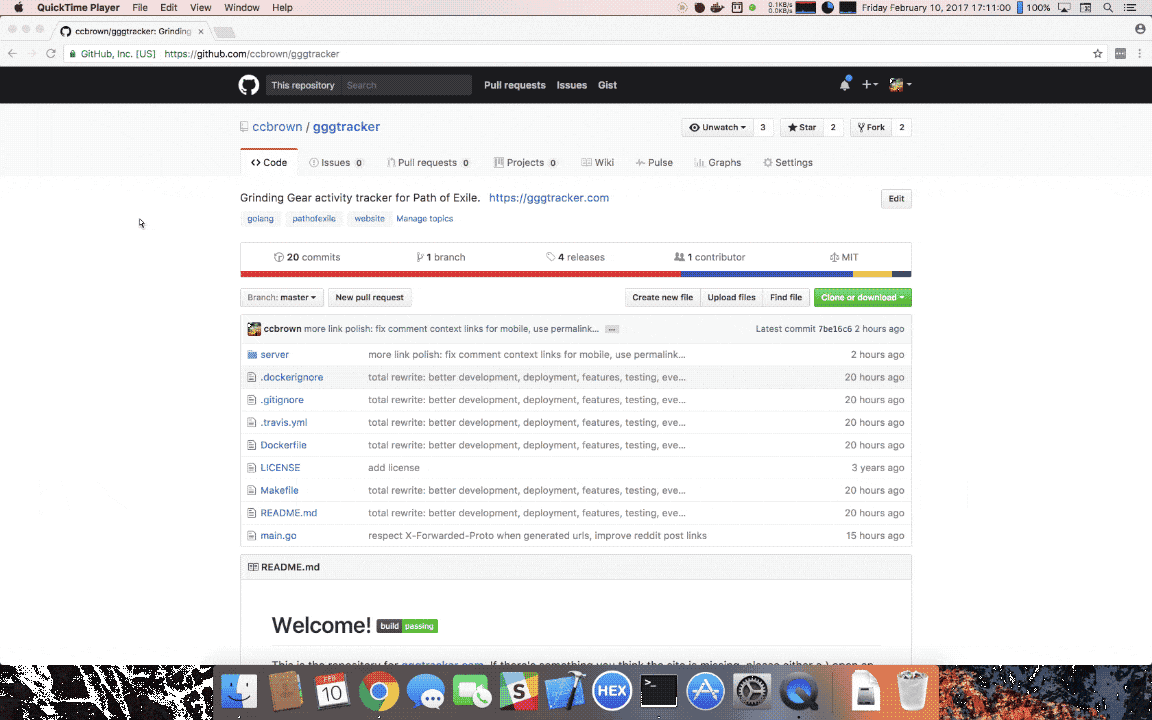 QuickTime Player File Edit View Window Help 0.1KB/s 0.0KB/s Friday February 10, 2017 17:11:00 100%
ccbrown/gggtracker: Grinding
GitHub, Inc. [US] https://github.com/ccbrown/gggtracker
This repository Search Pull requests Issues Gist
ccbrown / gggtracker Unwatch 3 Star 2 Fork 2
Code Issues 0 Pull requests 0 Projects 0 Wiki Pulse Graphs Settings
Grinding Gear activity tracker for Path of Exile. https://gggtracker.com Edit
golang pathofexile website Manage topics
20 commits 1 branch 4 releases 1 contributor MIT
Branch: master New pull request Create new file Upload files Find file Clone or download
ccbrown more link polish: fix comment context links for mobile, use permalink... ... Latest commit 7be16c6 2 hours ago
server more link polish: fix comment context links for mobile, use permalink... 2 hours ago
.dockerignore total rewrite: better development, deployment, features, testing, eve... 20 hours ago
.gitignore total rewrite: better development, deployment, features, testing, eve... 20 hours ago
.travis.yml total rewrite: better development, deployment, features, testing, eve... 20 hours ago
Dockerfile total rewrite: better development, deployment, features, testing, eve... 20 hours ago
LICENSE add license 3 years ago
Makefile total rewrite: better development, deployment, features, testing, eve... 20 hours ago
README.md total rewrite: better development, deployment, features, testing, eve... 20 hours ago
main.go respect X-Forwarded-Proto when generated urls, improve reddit post links 15 hours ago
README.md
Welcome! build passing
This is the repository for gggtracker.com. If there's something you think the site is missing, please either a.) open an
FEB
10 S HEX >_